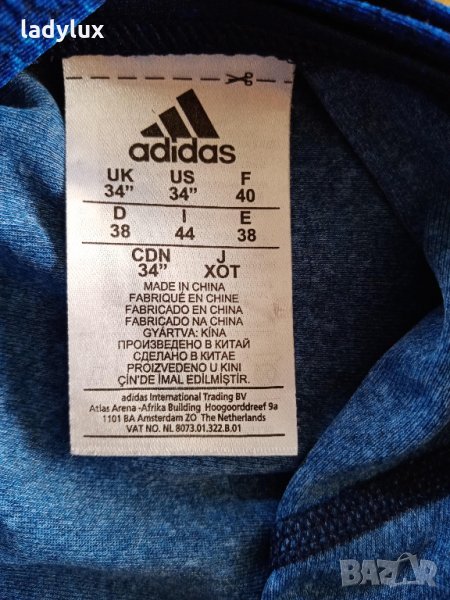 ladylux
adidas
UK US F
34” 34” 40
D I E
38 44 38
CDN J
34” XOT
MADE IN CHINA
FABRIQUÉ EN CHINE
FABRICADO EN CHINA
FABRICADO NA CHINA
GYÁRTVA: KÍNA
ПРОИЗВЕДЕНО В КИТАЙ
СДЕЛАНО В КИТАЕ
PROIZVEDENO U KINI
ÇİN'DE İMAL EDİLMİŞTİR.
adidas International Trading BV
Atlas Arena -Afrika Building Hoogoorddreef 9a
1101 BA Amsterdam ZO The Netherlands
VAT NO. NL 8073.01.322.B.01
BAZAR